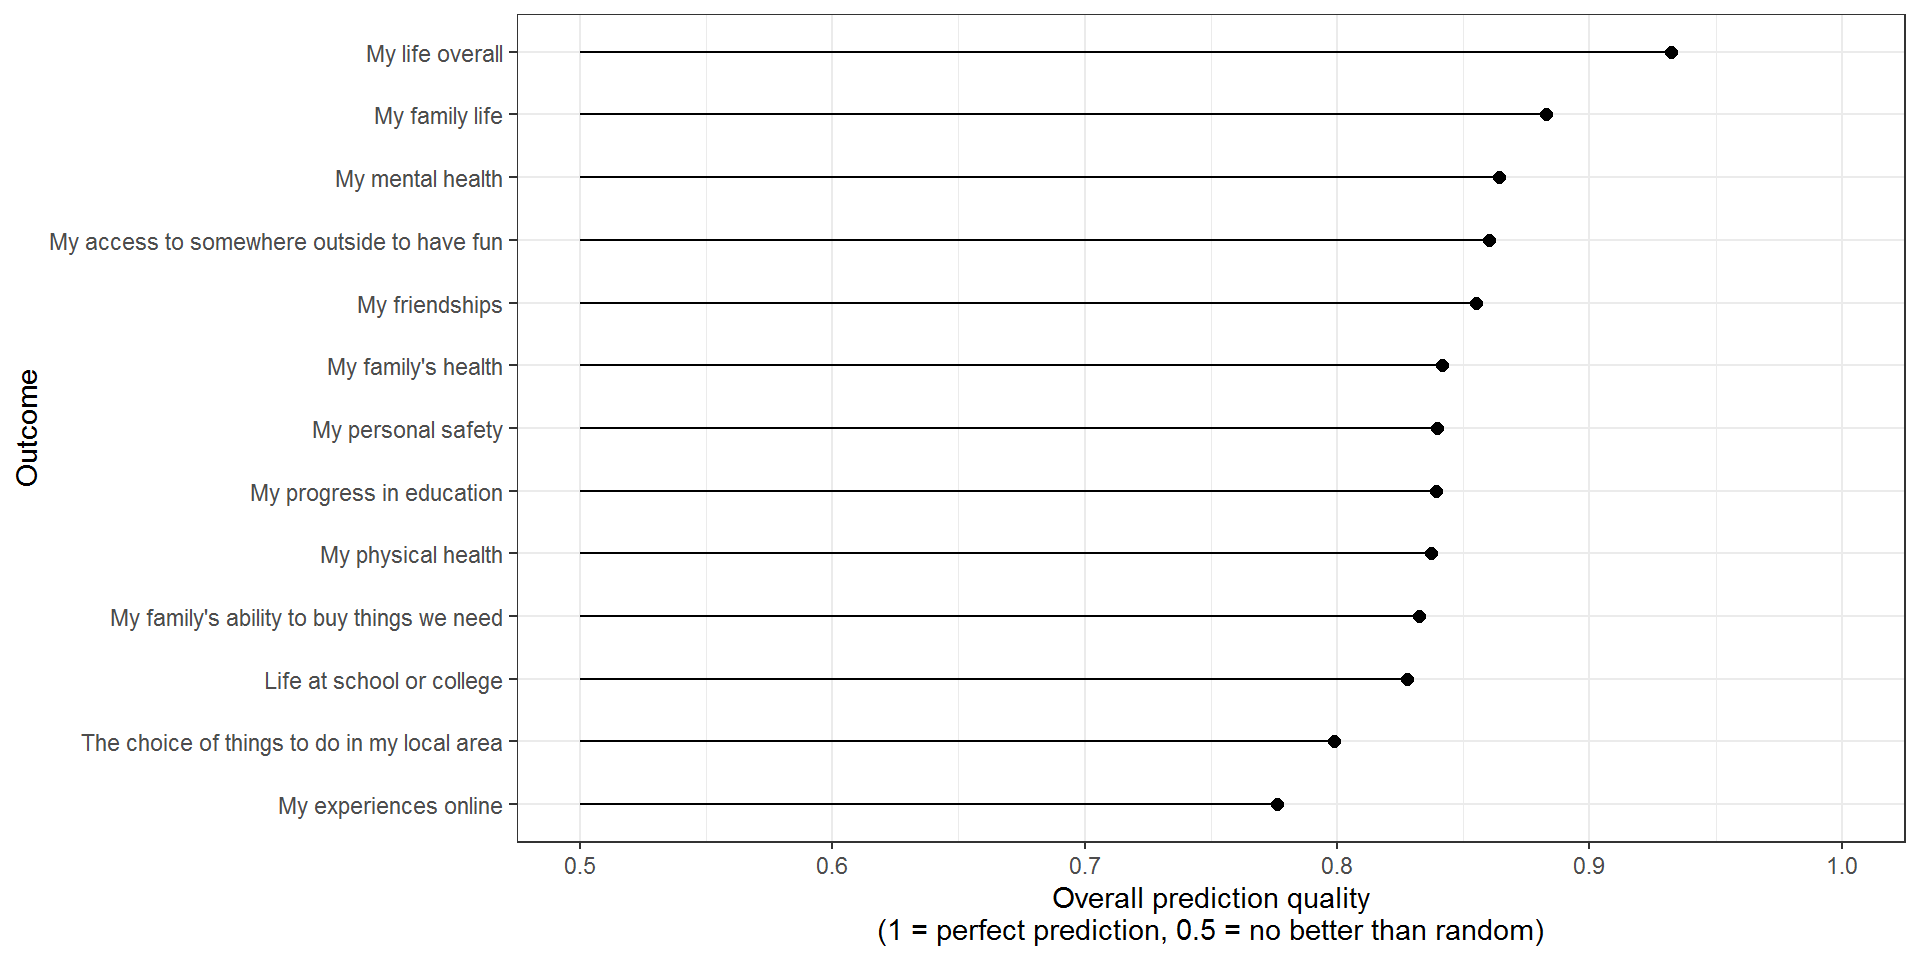 My life overall
My family life
My mental health
My access to somewhere outside to have fun
My friendships
My family's health
My personal safety
My progress in education
My physical health
My family's ability to buy things we need
Life at school or college
The choice of things to do in my local area
My experiences online
Outcome
0.5 0.6 0.7 0.8 0.9 1.0
Overall prediction quality
(1 = perfect prediction, 0.5 = no better than random)